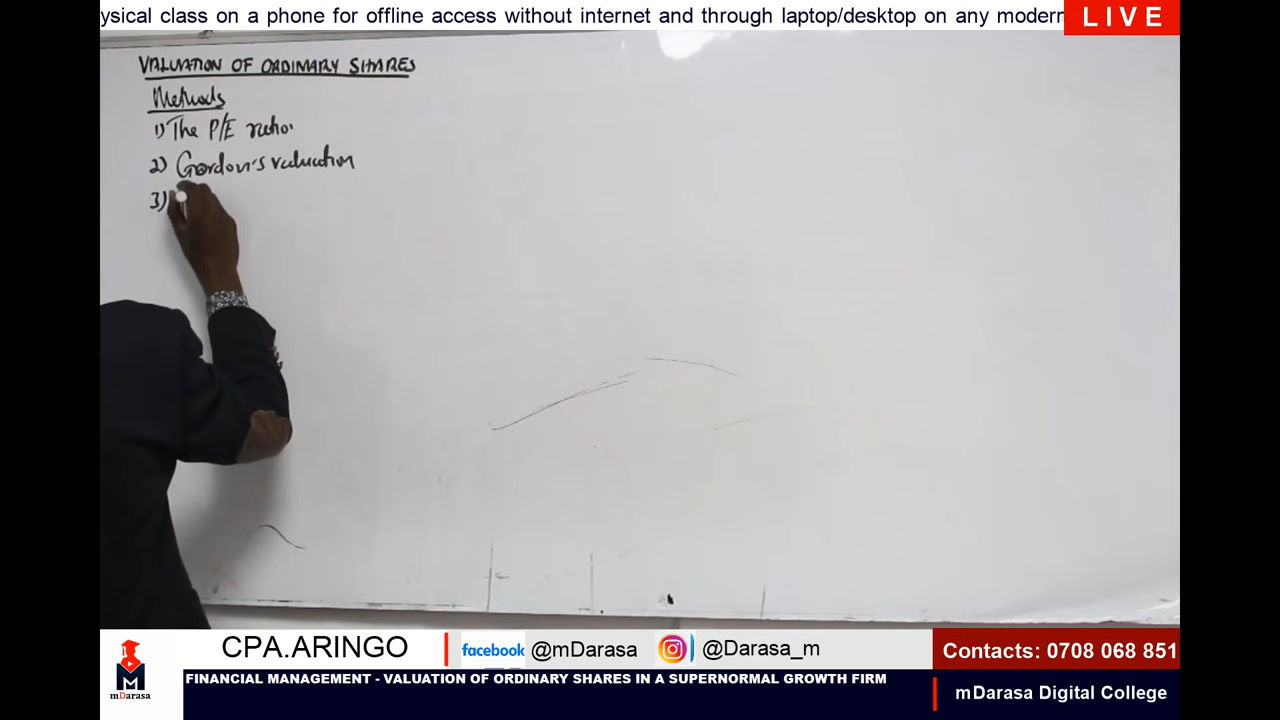 ysical class on a phone for offline access without internet and through laptop/desktop on any modern
LIVE
VALUATION OF ORDINARY SHARES
Methods
1) The P/E ratio
2) Gordon's valuation
3)
CPA.ARINGO
facebook @mDarasa
@Darasa_m
Contacts: 0708 068 851
M
mDarasa
FINANCIAL MANAGEMENT - VALUATION OF ORDINARY SHARES IN A SUPERNORMAL GROWTH FIRM
mDarasa Digital College